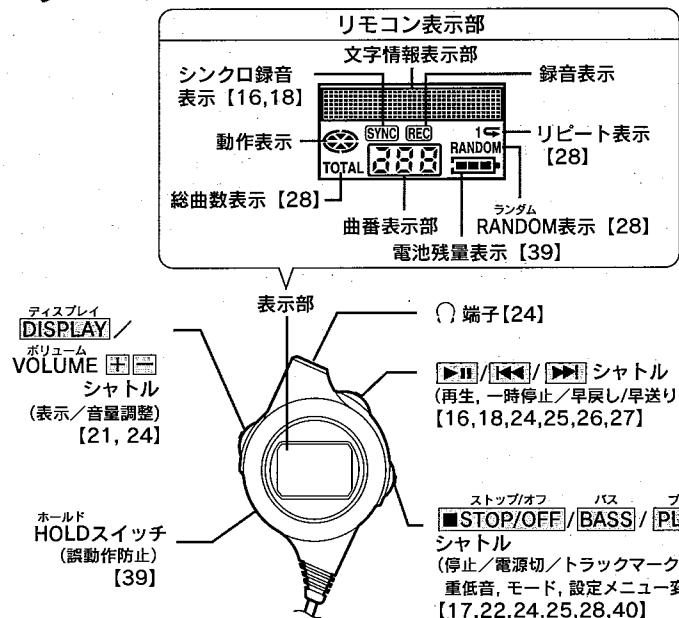 リモコン表示部
文字情報表示部
シンクロ録音
表示【16,18】
録音表示
動作表示
SYNC REC
1
リピート表示
【28】
RANDOM
TOTAL 288
総曲数表示【28】
曲番表示部
ランダム
RANDOM表示【28】
電池残量表示【39】
表示部
ディスプレイ
DISPLAY/
ボリューム
VOLUME + −
シャトル
(表示/音量調整)
【21, 24】
端子【24】
▶II/I◀◀/▶▶I シャトル
(再生, 一時停止/早戻し/早送り
【16,18,24,25,26,27】
ホールド
HOLDスイッチ
(誤動作防止)
【39】
ストップ/オフ バス プ
■STOP/OFF/BASS/PL
シャトル
(停止/電源切/トラックマーク
重低音, モード, 設定メニュー変
【17,22,24,25,28,40】